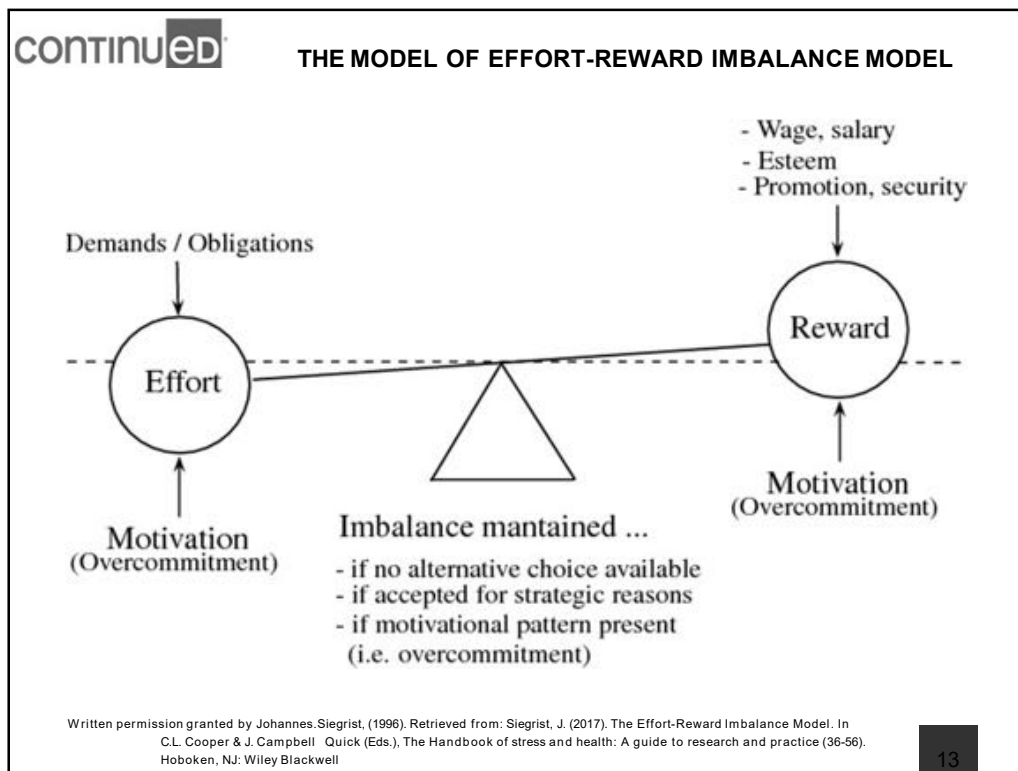 continued
THE MODEL OF EFFORT-REWARD IMBALANCE MODEL
- Wage, salary
- Esteem
- Promotion, security
Demands / Obligations
Reward
Effort
Motivation
(Overcommitment)
Motivation
(Overcommitment)
Imbalance mantained ...
- if no alternative choice available
- if accepted for strategic reasons
- if motivational pattern present
(i.e. overcommitment)
Written permission granted by Johannes.Siegrist, (1996). Retrieved from: Siegrist, J. (2017). The Effort-Reward Imbalance Model. In
C.L. Cooper & J. Campbell Quick (Eds.), The Handbook of stress and health: A guide to research and practice (36-56).
Hoboken, NJ: Wiley Blackwell
13